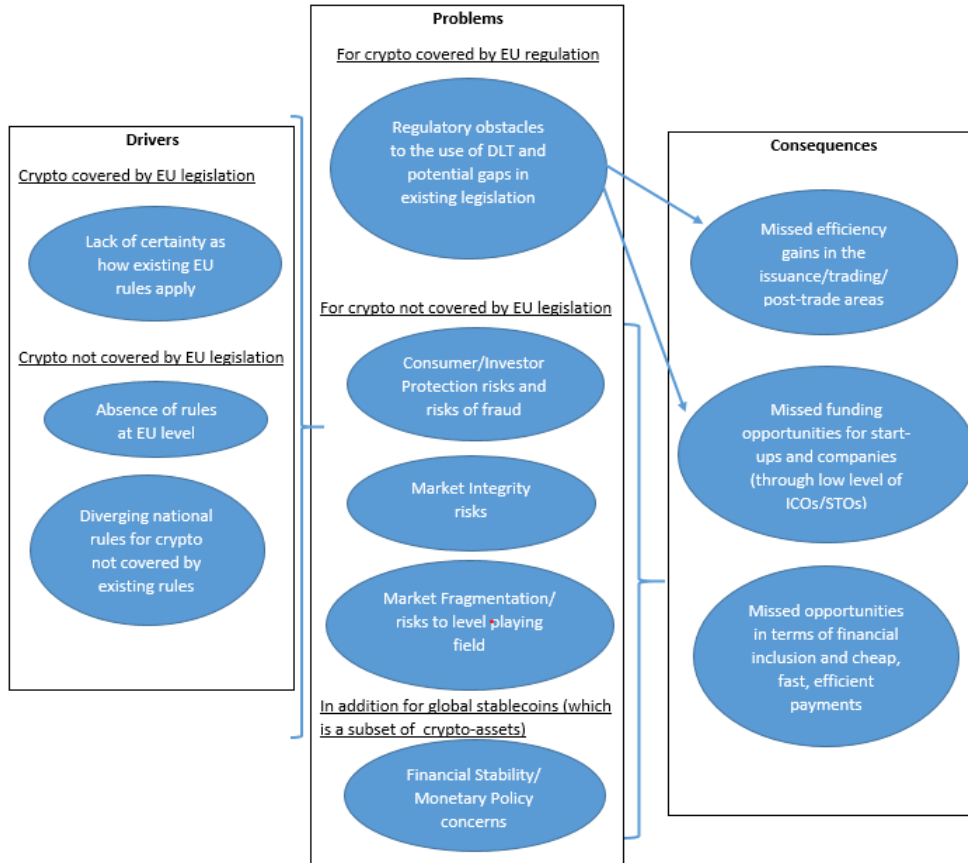 Drivers
Crypto covered by EU legislation
Lack of certainty as
how existing EU
rules apply
Crypto not covered by EU legislation
Absence of rules
at EU level
Diverging national
rules for crypto
not covered by
existing rules
Problems
For crypto covered by EU regulation
Regulatory obstacles
to the use of DLT and
potential gaps in
existing legislation
For crypto not covered by EU legislation
Consumer/Investor
Protection risks and
risks of fraud
Market Integrity
risks
Market Fragmentation/
risks to level playing
field
In addition for global stablecoins (which
is a subset of crypto-assets)
Financial Stability/
Monetary Policy
concerns
Consequences
Missed efficiency
gains in the
issuance/trading/
post-trade areas
Missed funding
opportunities for start-
ups and companies
(through low level of
ICOs/STOs)
Missed opportunities
in terms of financial
inclusion and cheap,
fast, efficient
payments